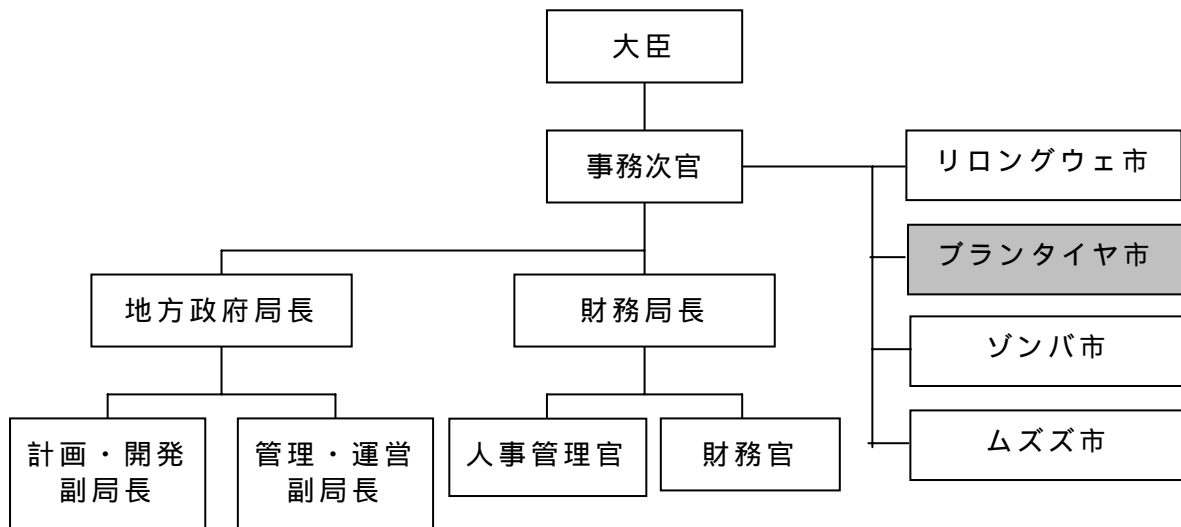 大臣
事務次官
リロングウェ市
ブランタイヤ市
ゾンバ市
ムズズ市
地方政府局長
財務局長
計画・開発
副局長
管理・運営
副局長
人事管理官
財務官